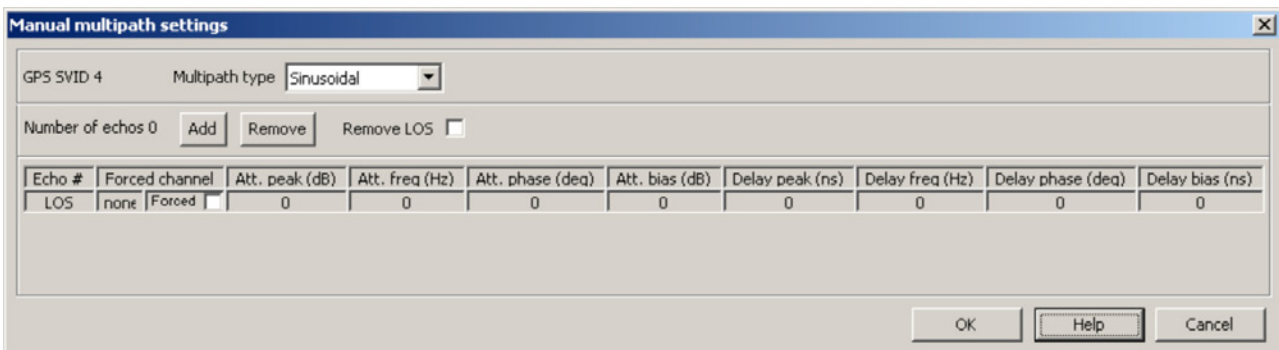 Manual multipath settings
GPS SVID 4 Multipath type Sinusoidal
Number of echos 0 Add Remove Remove LOS
Echo # Forced channel Att. peak (dB) Att. freq (Hz) Att. phase (deg) Att. bias (dB) Delay peak (ns) Delay freq (Hz) Delay phase (deg) Delay bias (ns)
LOS none Forced 0 0 0 0 0 0 0 0
OK Help Cancel